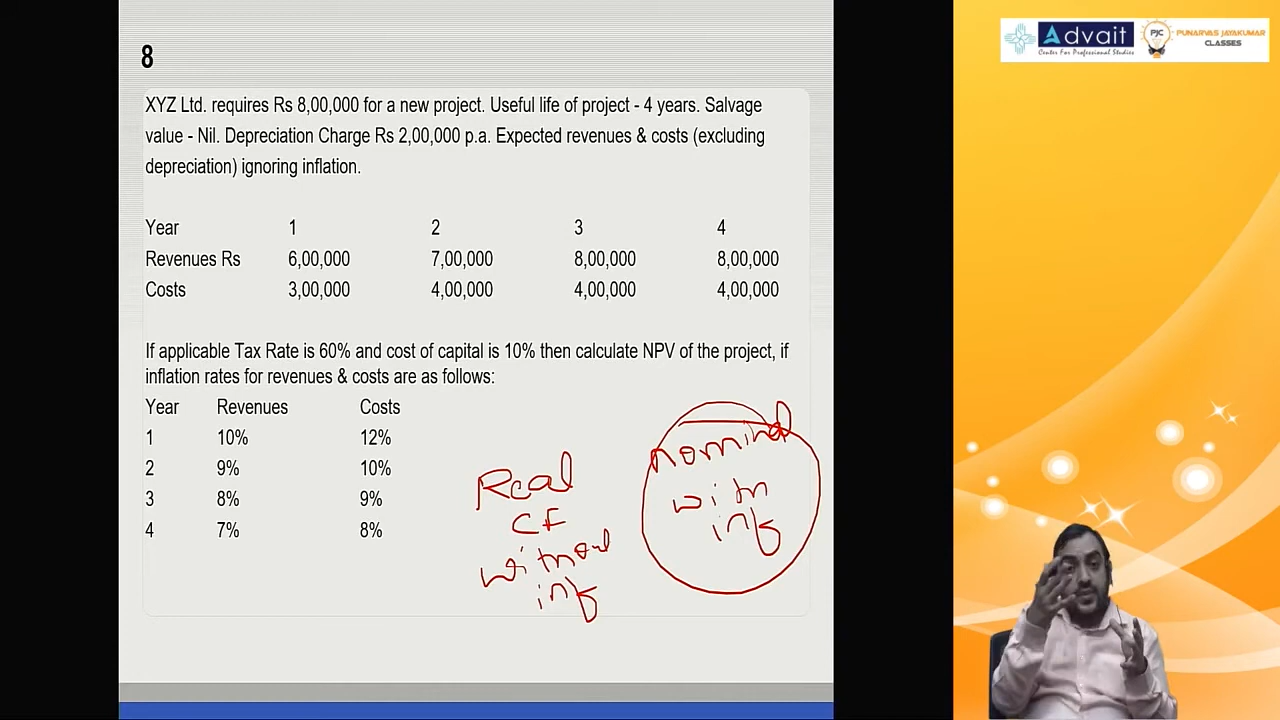 8
XYZ Ltd. requires Rs 8,00,000 for a new project. Useful life of project - 4 years. Salvage
value - Nil. Depreciation Charge Rs 2,00,000 p.a. Expected revenues & costs (excluding
depreciation) ignoring inflation.
Year 1 2 3 4
Revenues Rs 6,00,000 7,00,000 8,00,000 8,00,000
Costs 3,00,000 4,00,000 4,00,000 4,00,000
If applicable Tax Rate is 60% and cost of capital is 10% then calculate NPV of the project, if
inflation rates for revenues & costs are as follows:
Year Revenues Costs
1 10% 12%
2 9% 10%
3 8% 9%
4 7% 8%
Real
CF
without
inf
nominal
with
inf
Advait
Center For Professional Studies
PJC
PUNARVAS JAYAKUMAR
CLASSES